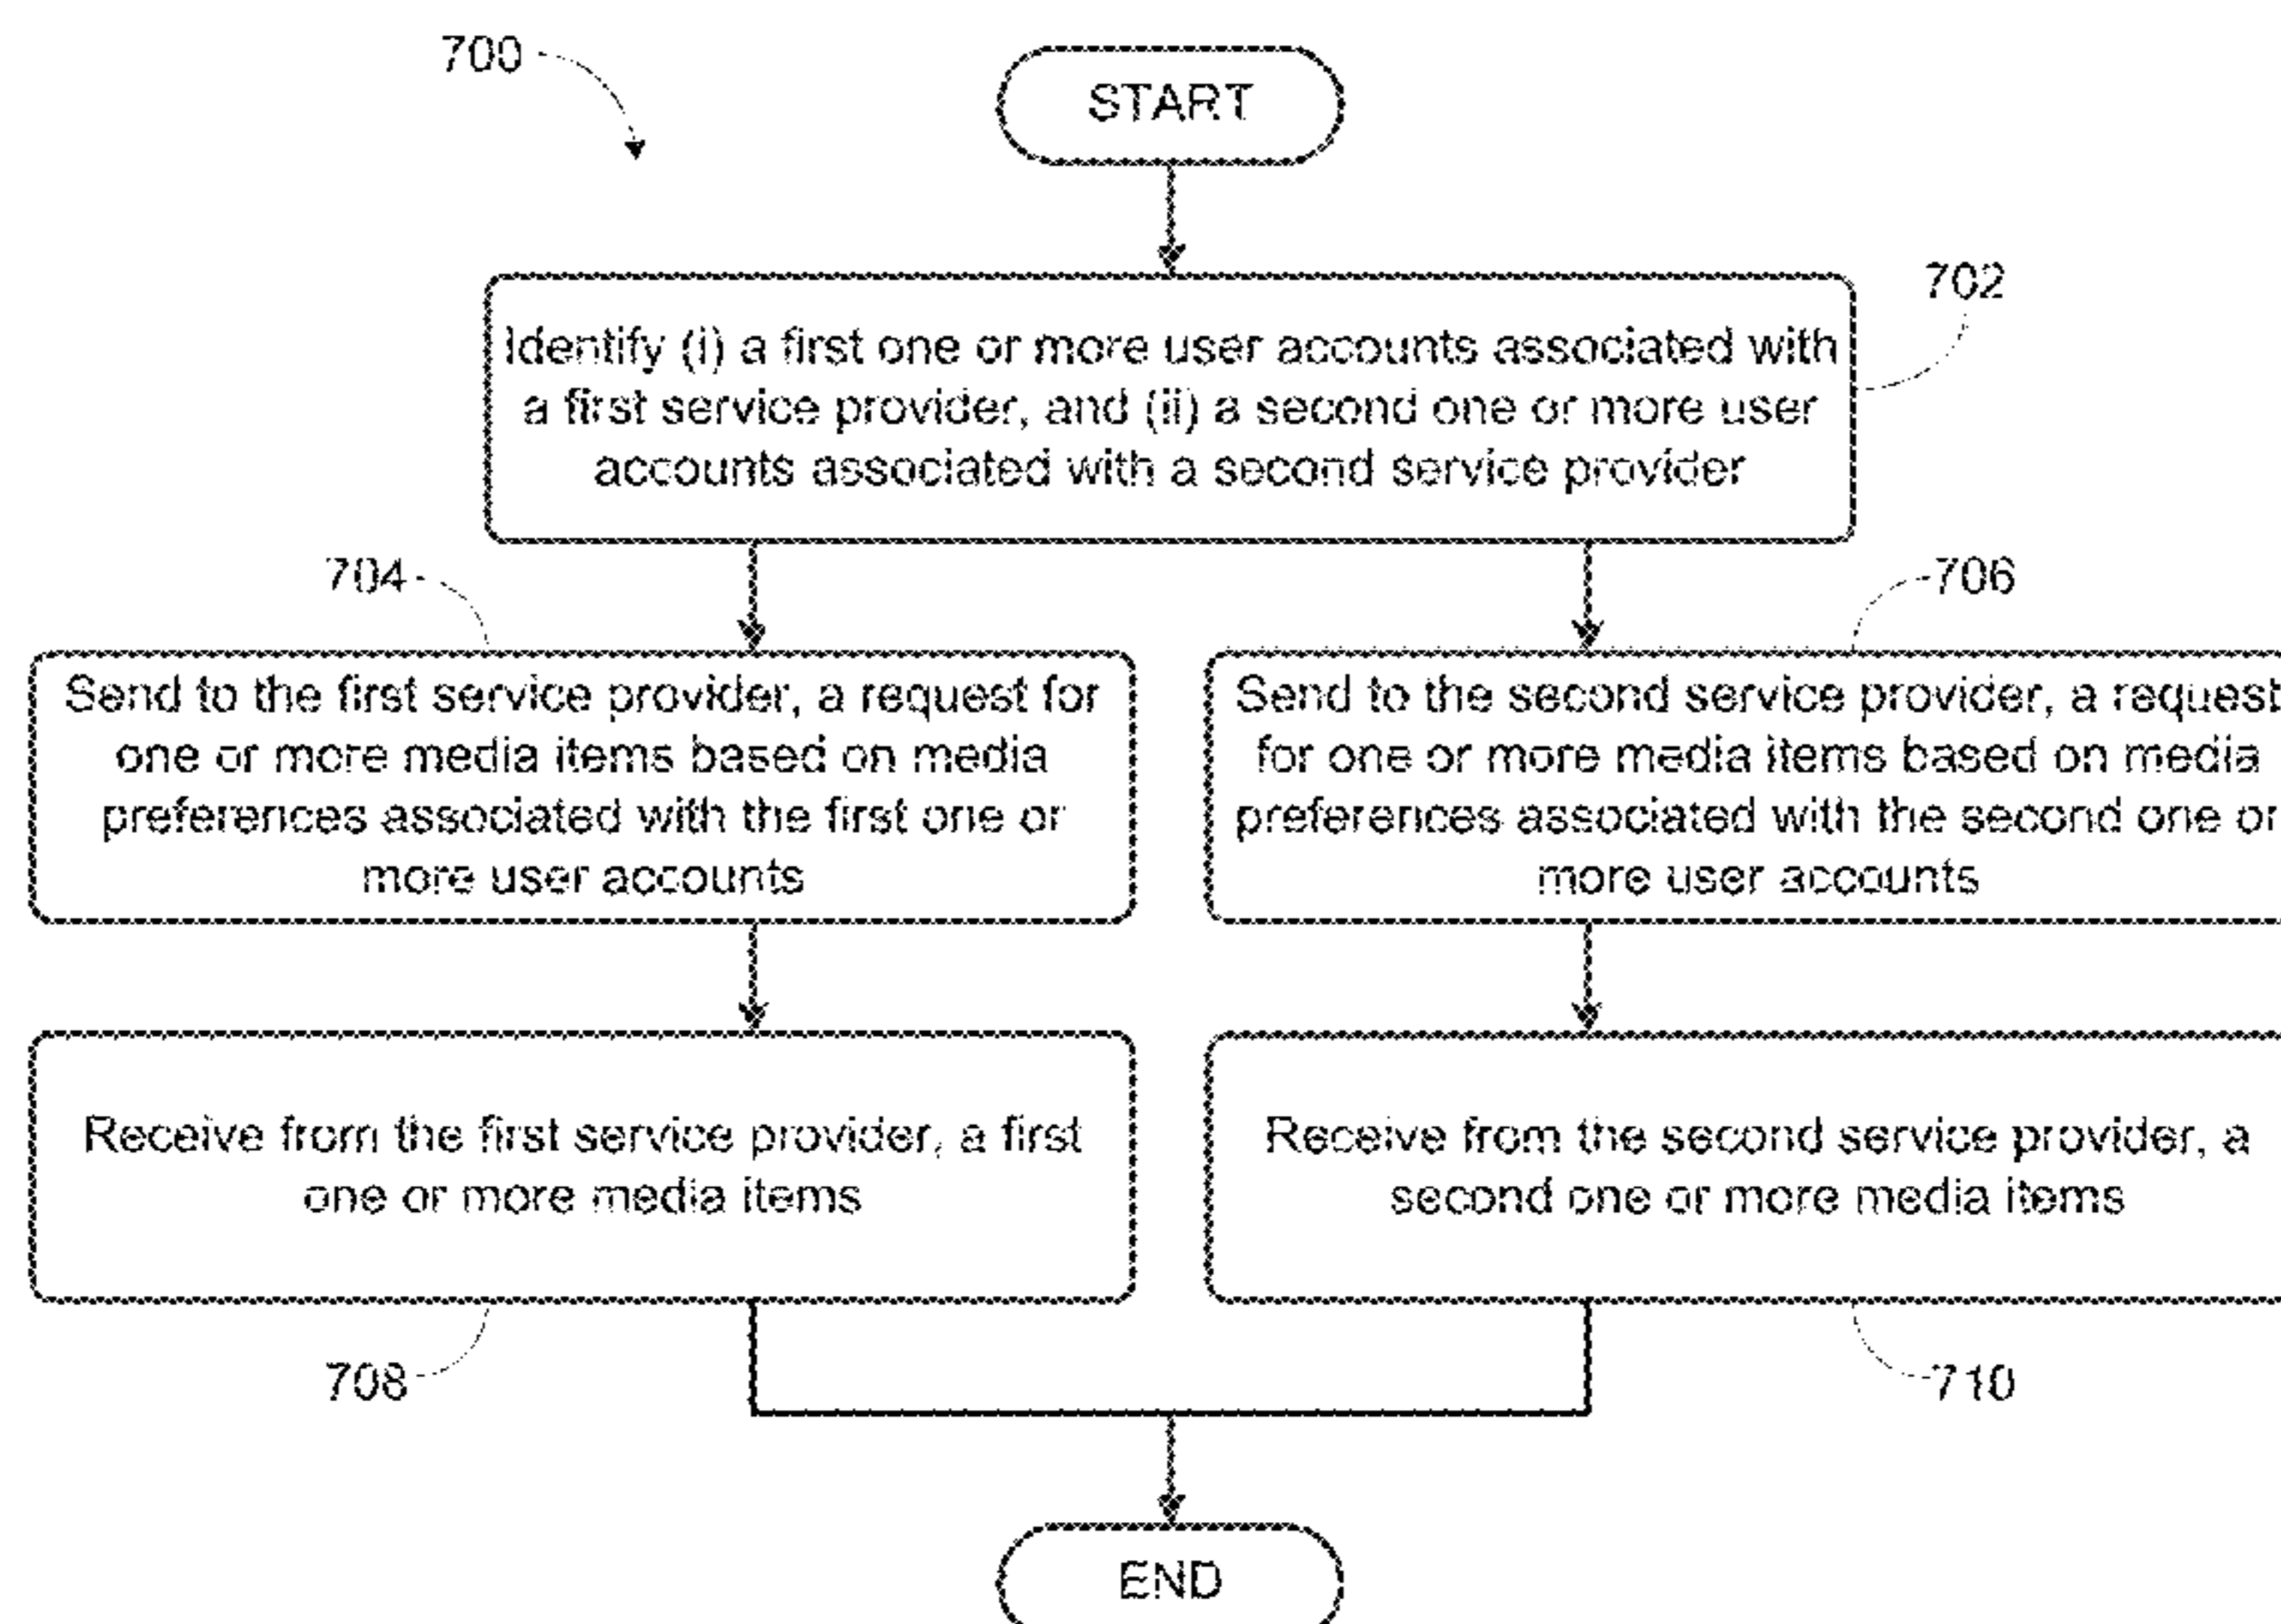 700
START
702
Identify (i) a first one or more user accounts associated with
a first service provider, and (ii) a second one or more user
accounts associated with a second service provider
704
706
Send to the first service provider, a request for
one or more media items based on media
preferences associated with the first one or
more user accounts
Send to the second service provider, a request
for one or more media items based on media
preferences associated with the second one or
more user accounts
Receive from the first service provider, a first
one or more media items
Receive from the second service provider, a
second one or more media items
708
710
END